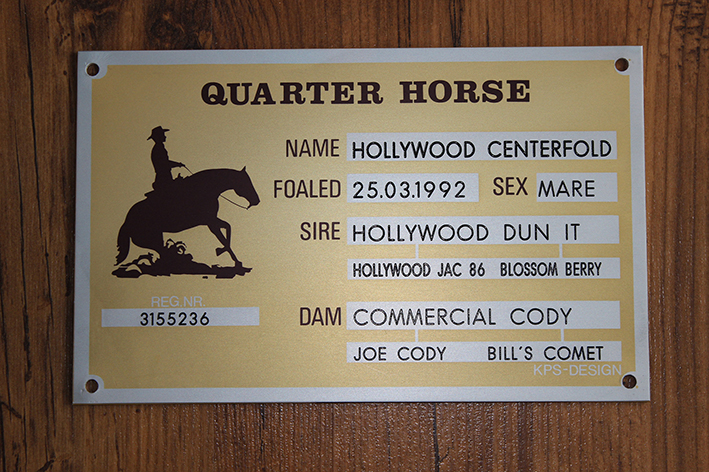 QUARTER HORSE
NAME HOLLYWOOD CENTERFOLD
FOALED 25.03.1992 SEX MARE
SIRE HOLLYWOOD DUN IT
HOLLYWOOD JAC 86 BLOSSOM BERRY
REG.NR.
3155236
DAM COMMERCIAL CODY
JOE CODY BILL'S COMET
KPS-DESIGN